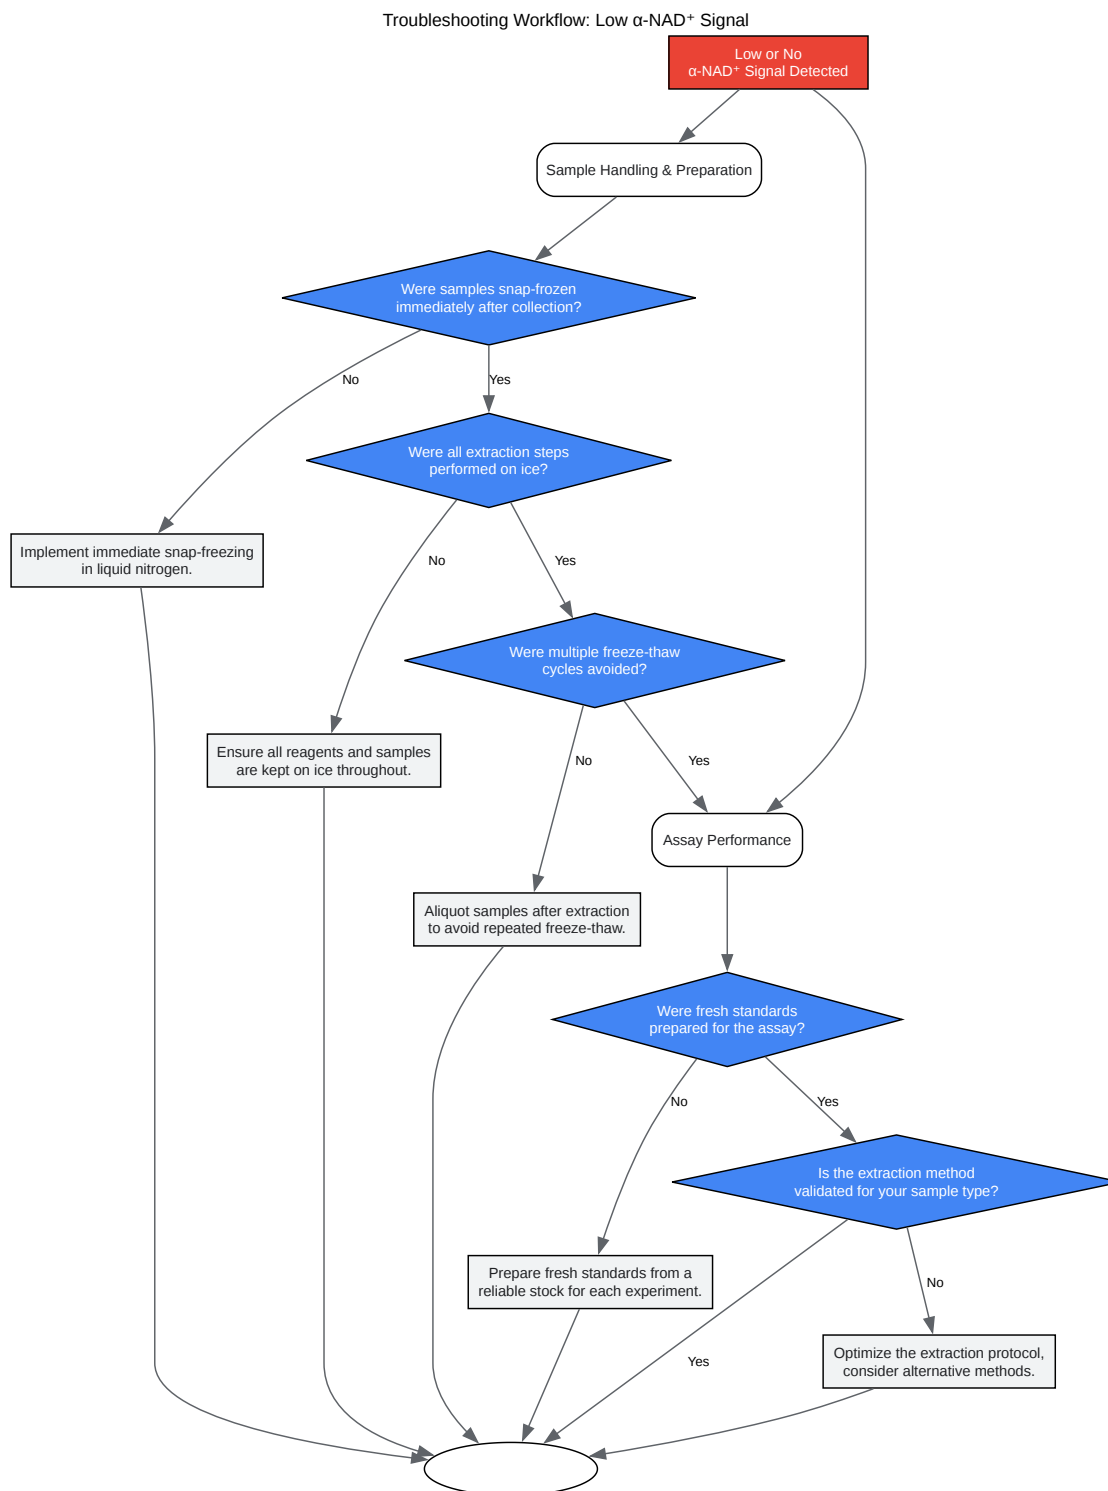 Troubleshooting Workflow: Low α-NAD⁺ Signal
Low or No
α-NAD⁺ Signal Detected
Sample Handling & Preparation
Were samples snap-frozen
immediately after collection?
No
Yes
Were all extraction steps
performed on ice?
Implement immediate snap-freezing
in liquid nitrogen.
No
Yes
Were multiple freeze-thaw
cycles avoided?
Ensure all reagents and samples
are kept on ice throughout.
No
Yes
Assay Performance
Aliquot samples after extraction
to avoid repeated freeze-thaw.
Were fresh standards
prepared for the assay?
No
Yes
Is the extraction method
validated for your sample type?
Prepare fresh standards from a
reliable stock for each experiment.
No
Yes
Optimize the extraction protocol,
consider alternative methods.